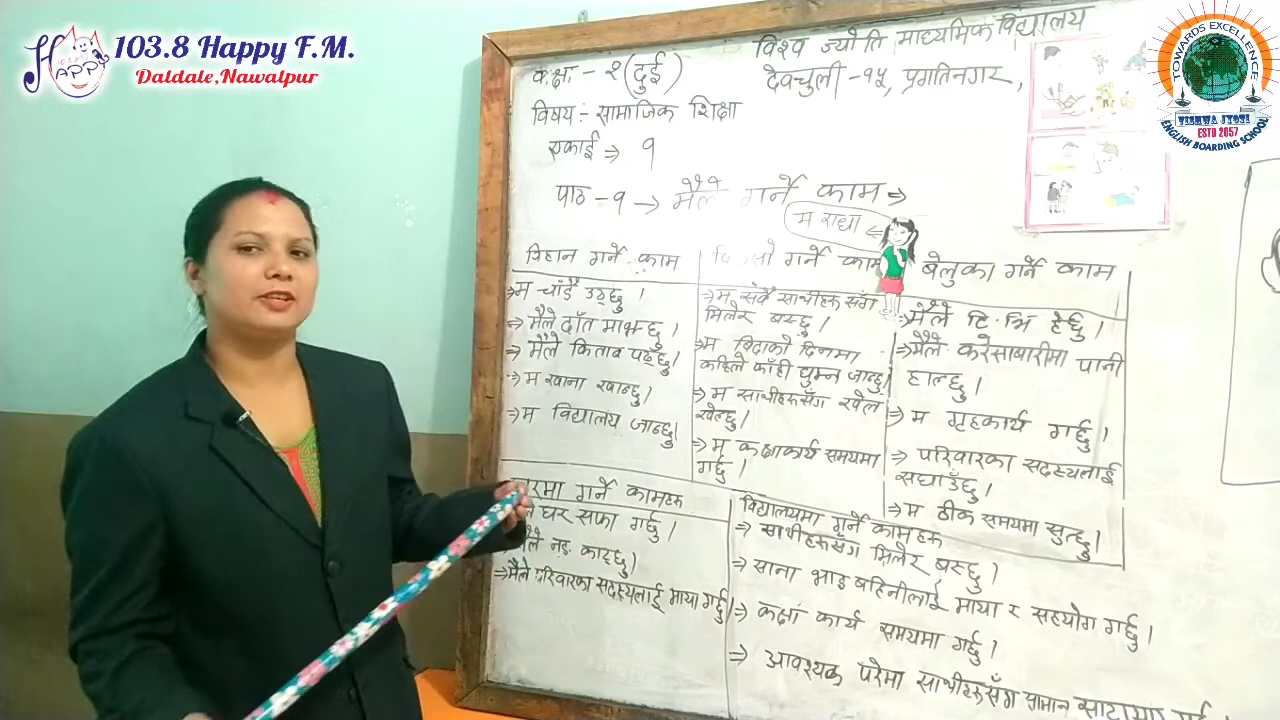 HAPPY
103.8 Happy F.M.
Daldale,Nawalpur
TOWARDS EXCELLENCE
VISHWA JYOTI
ESTD 2057
ENGLISH BOARDING SCHOOL
विश्व ज्योति माध्यमिक विद्यालय
देवचुली -१५, प्रगतिनगर,
कक्षा - २ (दुई)
विषय :- सामाजिक शिक्षा
एकाई ⇒ १
पाठ - १ → मैले गर्ने काम ⇒
म राधा
बिहान गर्ने काम
⇒ म चाँडै उठ्छु ।
⇒ मैले दाँत माझ्छु ।
⇒ मैले किताब पढ्छु ।
⇒ म खाना खान्छु ।
⇒ म विद्यालय जान्छु ।
गर्ने काम
⇒ म सबै साथीहरू सँग
मिलेर बस्छु ।
⇒ म बिदाको दिनमा
कहिले काँही घुम्न जान्छु ।
⇒ म साथीहरूसँग खेल
खेल्छु ।
⇒ म कक्षाकार्य समयमा
गर्छु ।
बेलुका गर्ने काम
⇒ मैले टि.भि हेर्छु ।
⇒ मैले करेसाबारीमा पानी
हाल्छु ।
⇒ म गृहकार्य गर्छु ।
⇒ परिवारका सदस्यलाई
सघाउँछु ।
⇒ म ठीक समयमा सुत्छु ।
गर्ने कामहरू
घर सफा गर्छु ।
नङ काट्छु ।
⇒ मैले परिवारका सदस्यलाई माया गर्छु ।
विद्यालयमा गर्ने कामहरू
⇒ साथीहरूसँग मिलेर बस्छु ।
⇒ साना भाइ बहिनीलाई माया र सहयोग गर्छु ।
⇒ कक्षा कार्य समयमा गर्छु ।
⇒ आवश्यक परेमा साथीहरूसँग सामान